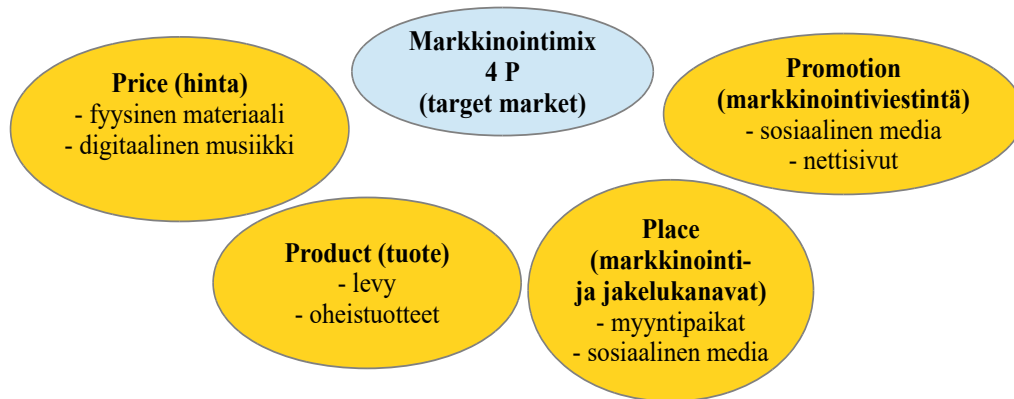 Markkinointimix
4 P
(target market)
Price (hinta)
- fyysinen materiaali
- digitaalinen musiikki
Promotion
(markkinointiviestintä)
- sosiaalinen media
- nettisivut
Product (tuote)
- levy
- oheistuotteet
Place
(markkinointi-
ja jakelukanavat)
- myyntipaikat
- sosiaalinen media